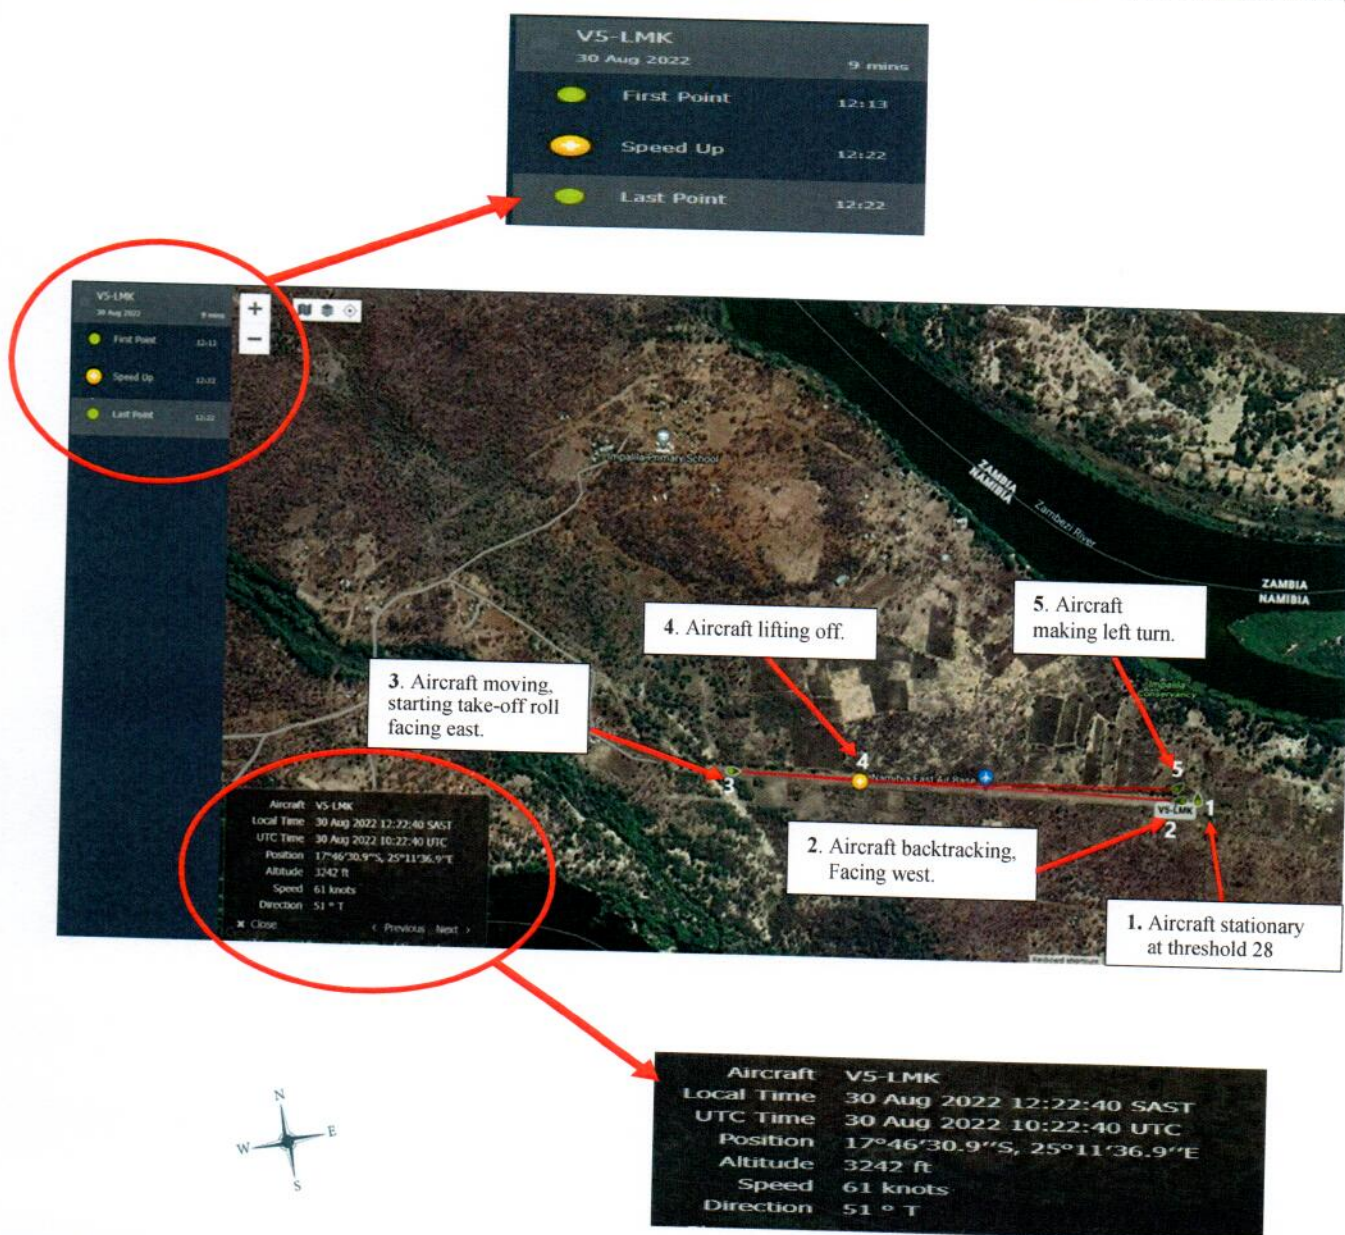 V5-LMK
30 Aug 2022 9 mins
First Point 12:13
Speed Up 12:22
Last Point 12:22
V5-LMK
30 Aug 2022 9 mins
First Point 12:13
Speed Up 12:22
Last Point 12:22
+
−
Impalila Primary School
ZAMBIA
NAMIBIA
Zambezi River
ZAMBIA
NAMIBIA
4. Aircraft lifting off.
5. Aircraft
making left turn.
Impalila
Conservancy
3. Aircraft moving,
starting take-off roll
facing east.
4
5
3
East Air Base
V5-LMK
1
2
2. Aircraft backtracking,
Facing west.
1. Aircraft stationary
at threshold 28
Aircraft V5-LMK
Local Time 30 Aug 2022 12:22:40 SAST
UTC Time 30 Aug 2022 10:22:40 UTC
Position 17°46'30.9''S, 25°11'36.9''E
Altitude 3242 ft
Speed 61 knots
Direction 51 ° T
× Close ‹ Previous Next ›
Keyboard shortcuts
Aircraft V5-LMK
Local Time 30 Aug 2022 12:22:40 SAST
UTC Time 30 Aug 2022 10:22:40 UTC
Position 17°46'30.9''S, 25°11'36.9''E
Altitude 3242 ft
Speed 61 knots
Direction 51 ° T
N
W E
S